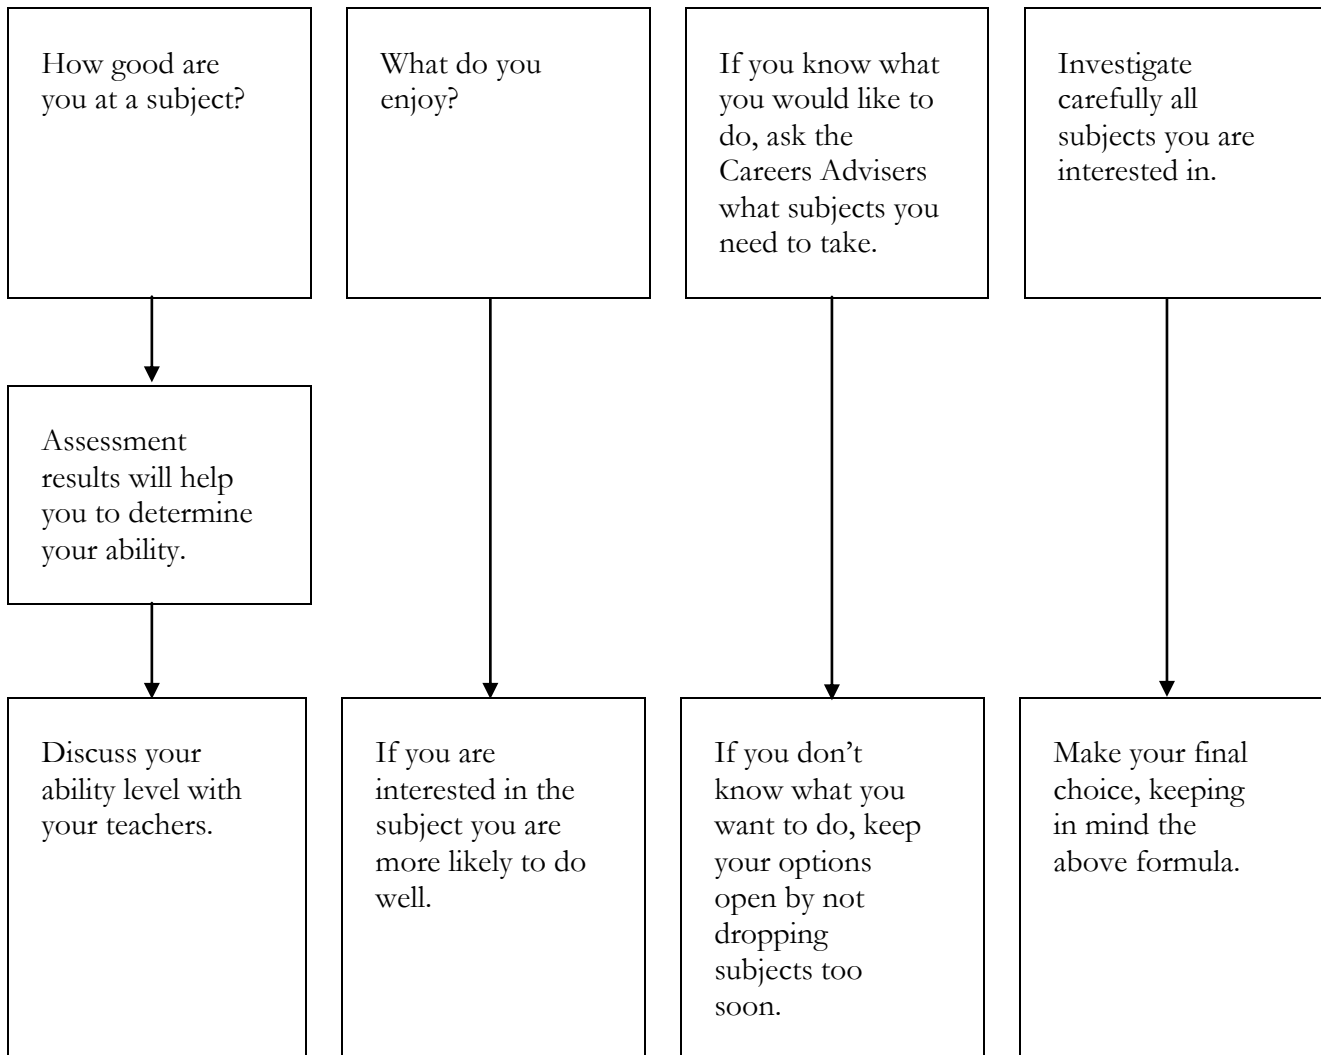 How good are
you at a subject?
What do you
enjoy?
If you know what
you would like to
do, ask the
Careers Advisers
what subjects you
need to take.
Investigate
carefully all
subjects you are
interested in.
Assessment
results will help
you to determine
your ability.
Discuss your
ability level with
your teachers.
If you are
interested in the
subject you are
more likely to do
well.
If you don’t
know what you
want to do, keep
your options
open by not
dropping
subjects too
soon.
Make your final
choice, keeping
in mind the
above formula.